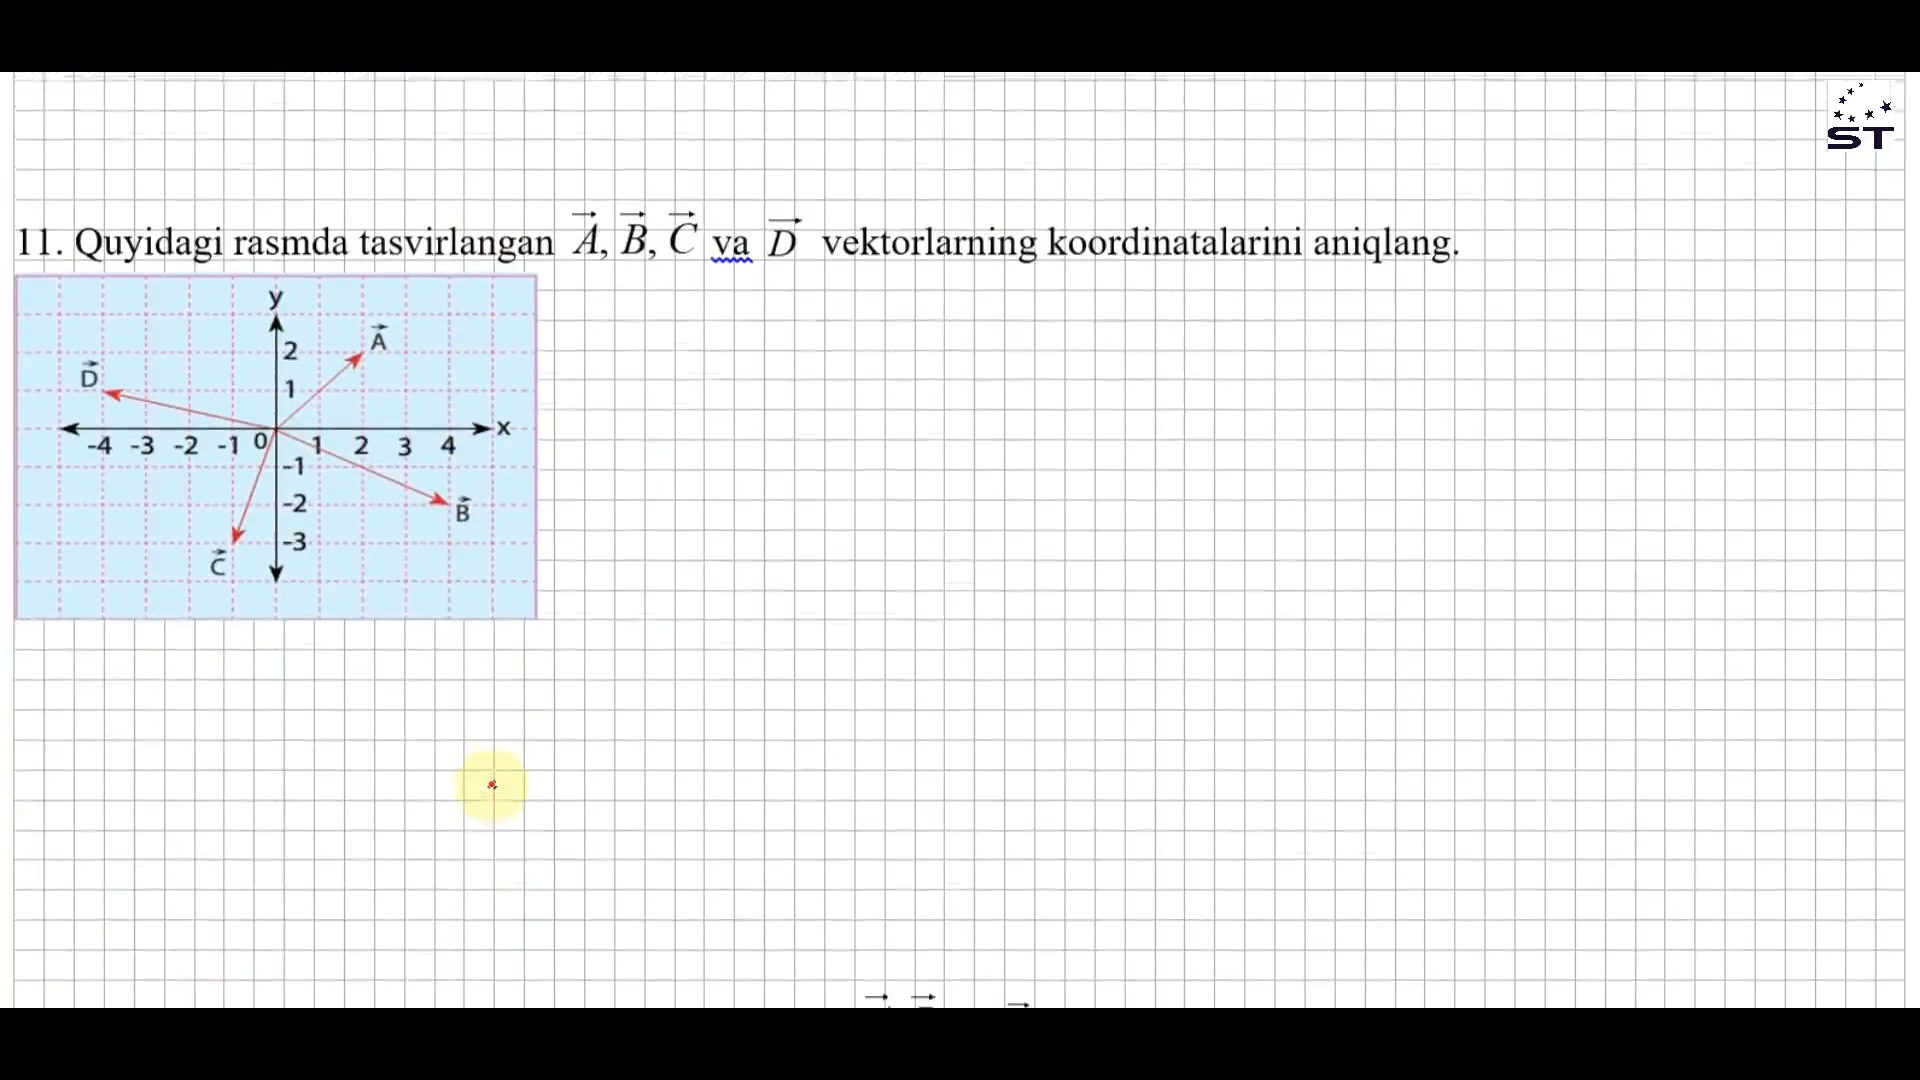 ST
11. Quyidagi rasmda tasvirlangan A, B, C va D vektorlarning koordinatalarini aniqlang.
y
A
2
D
1
x
-4 -3 -2 -1 0 1 2 3 4
-1
-2
B
-3
C